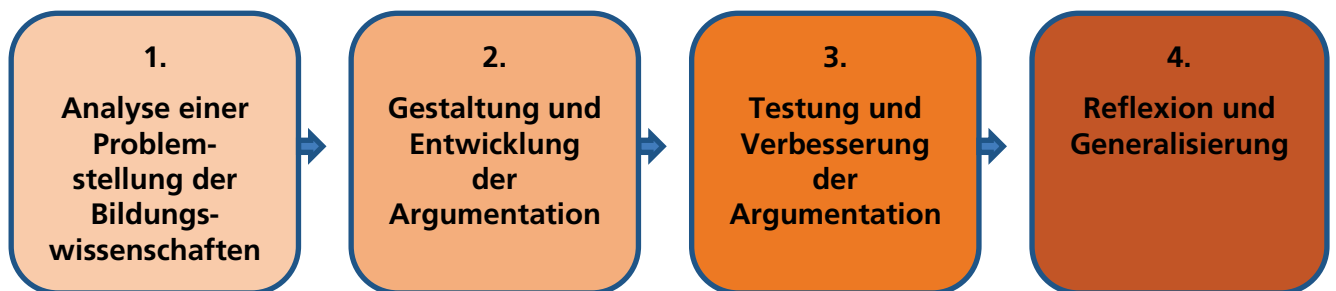 1.
Analyse einer
Problem-
stellung der
Bildungs-
wissenschaften
2.
Gestaltung und
Entwicklung
der
Argumentation
3.
Testung und
Verbesserung
der
Argumentation
4.
Reflexion und
Generalisierung